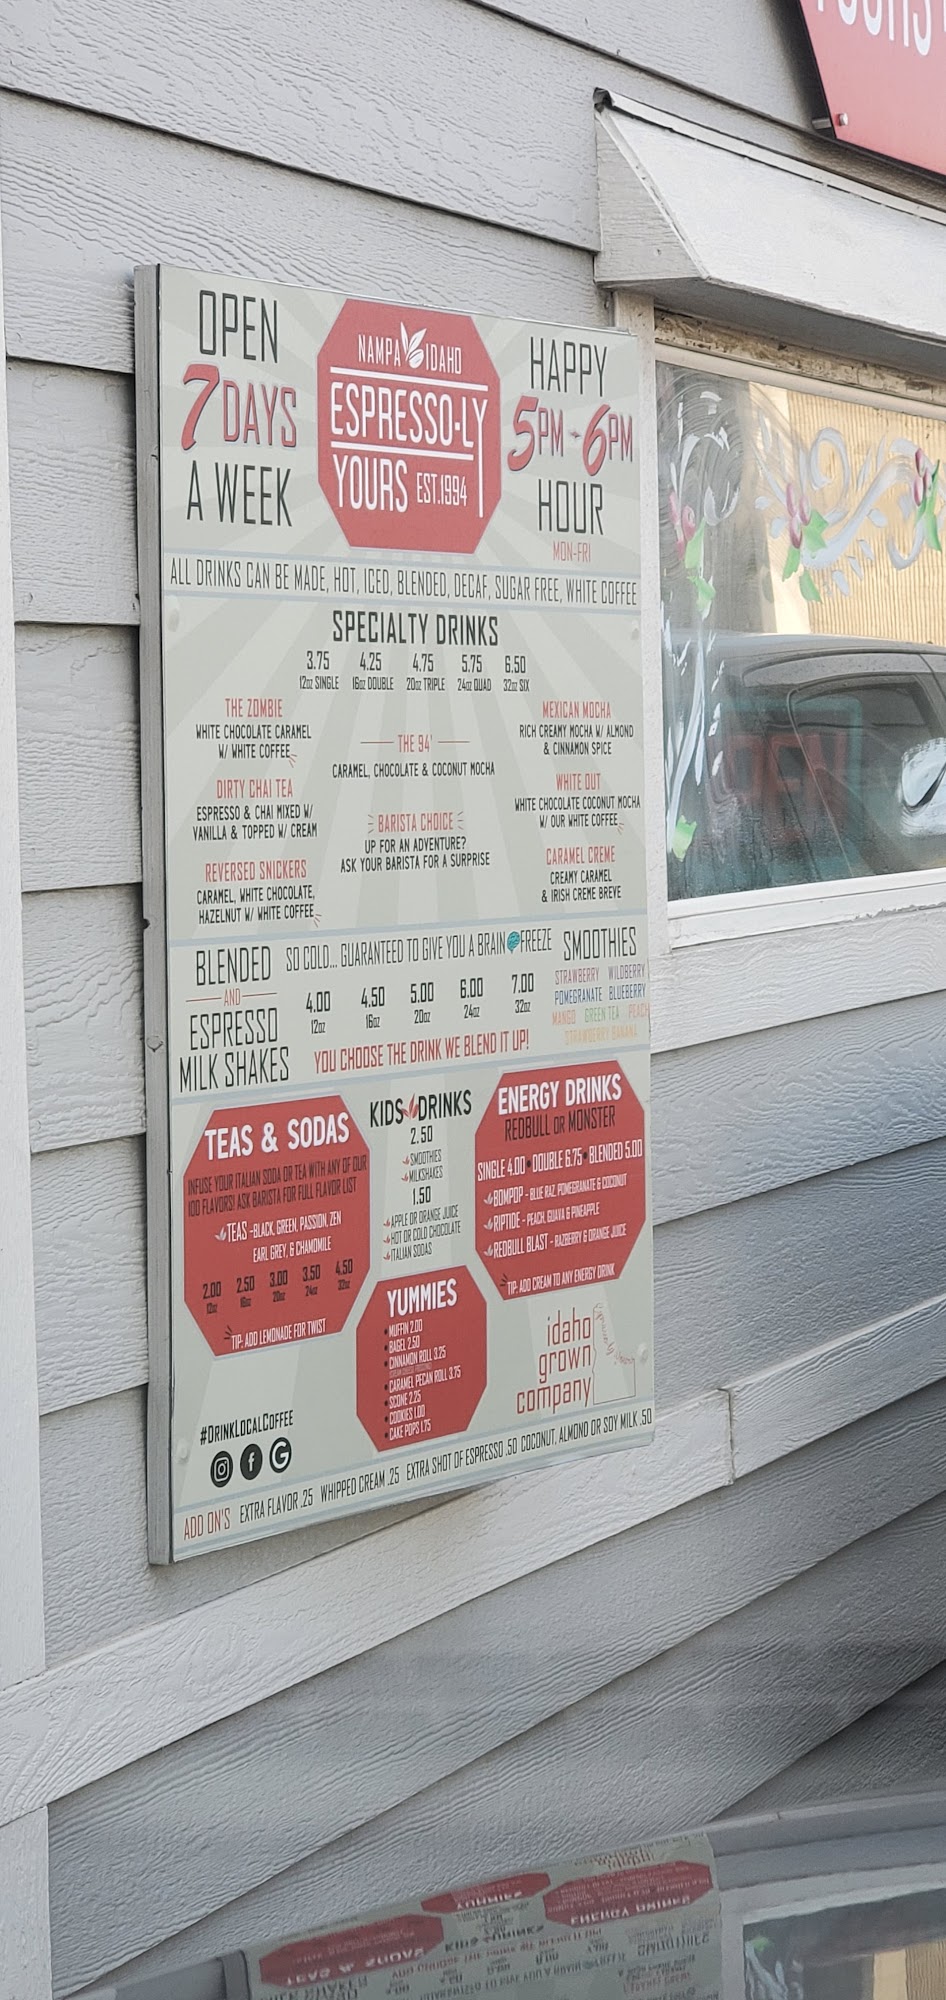 OPEN
7 DAYS
A WEEK
NAMPA IDAHO
ESPRESSO-LY
YOURS EST.1994
HAPPY
5PM - 6PM
HOUR
MON-FRI
ALL DRINKS CAN BE MADE, HOT, ICED, BLENDED, DECAF, SUGAR FREE, WHITE COFFEE
SPECIALTY DRINKS
3.75 4.25 4.75 5.75 6.50
12oz SINGLE 16oz DOUBLE 20oz TRIPLE 24oz QUAD 32oz SIX
THE ZOMBIE
WHITE CHOCOLATE CARAMEL
W/ WHITE COFFEE
DIRTY CHAI TEA
ESPRESSO & CHAI MIXED W/
VANILLA & TOPPED W/ CREAM
REVERSED SNICKERS
CARAMEL, WHITE CHOCOLATE,
HAZELNUT W/ WHITE COFFEE
THE 94'
CARAMEL, CHOCOLATE & COCONUT MOCHA
BARISTA CHOICE
UP FOR AN ADVENTURE?
ASK YOUR BARISTA FOR A SURPRISE
MEXICAN MOCHA
RICH CREAMY MOCHA W/ ALMOND
& CINNAMON SPICE
WHITE OUT
WHITE CHOCOLATE COCONUT MOCHA
W/ OUR WHITE COFFEE
CARAMEL CREME
CREAMY CARAMEL
& IRISH CREME BREVE
BLENDED
AND
ESPRESSO
MILK SHAKES
SO COLD... GUARANTEED TO GIVE YOU A BRAIN FREEZE
4.00 4.50 5.00 6.00 7.00
12oz 16oz 20oz 24oz 32oz
YOU CHOOSE THE DRINK WE BLEND IT UP!
SMOOTHIES
STRAWBERRY WILDBERRY
POMEGRANATE BLUEBERRY
MANGO GREEN TEA PEACH
STRAWBERRY BANANA
TEAS & SODAS
INFUSE YOUR ITALIAN SODA OR TEA WITH ANY OF OUR
100 FLAVORS! ASK BARISTA FOR FULL FLAVOR LIST
TEAS -BLACK, GREEN, PASSION, ZEN
EARL GREY, & CHAMOMILE
2.00 2.50 3.00 3.50 4.50
12oz 16oz 20oz 24oz 32oz
TIP: ADD LEMONADE FOR TWIST
KIDS DRINKS
2.50
SMOOTHIES
MILKSHAKES
1.50
APPLE OR ORANGE JUICE
HOT OR COLD CHOCOLATE
ITALIAN SODAS
ENERGY DRINKS
REDBULL OR MONSTER
SINGLE 4.00 • DOUBLE 6.75 • BLENDED 5.00
BOMPOP - BLUE RAZ, POMEGRANATE & COCONUT
RIPTIDE - PEACH, GUAVA & PINEAPPLE
REDBULL BLAST - RAZBERRY & ORANGE JUICE
TIP: ADD CREAM TO ANY ENERGY DRINK
YUMMIES
• MUFFIN 2.00
• BAGEL 2.50
• CINNAMON ROLL 3.25
• CARAMEL PECAN ROLL 3.75
• SCONE 2.25
• COOKIES 1.00
• CAKE POPS 1.75
idaho
grown
company
#DRINKLOCALCOFFEE
ADD ON'S EXTRA FLAVOR .25 WHIPPED CREAM .25 EXTRA SHOT OF ESPRESSO .50 COCONUT, ALMOND OR SOY MILK .50